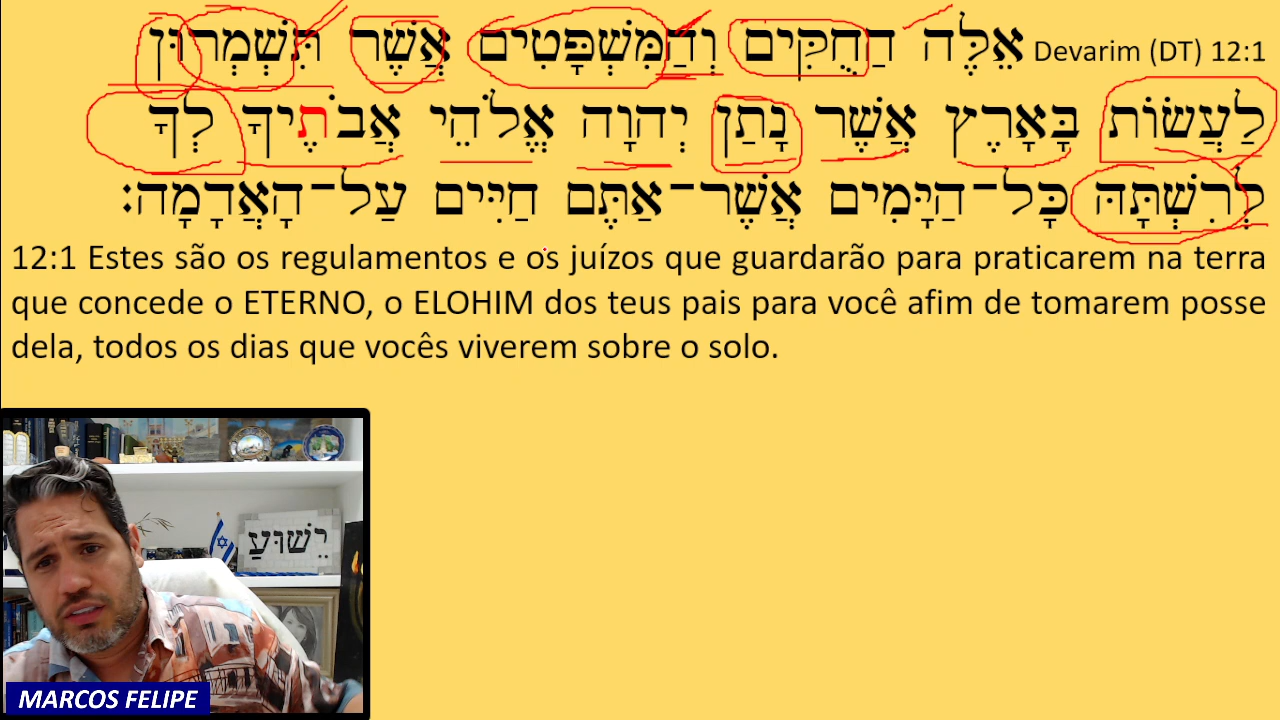 אֵלֶּה הַחֻקִּים וְהַמִּשְׁפָּטִים אֲשֶׁר תִּשְׁמְרוּן Devarim (DT) 12:1
לַעֲשׂוֹת בָּאָרֶץ אֲשֶׁר נָתַן יְהוָה אֱלֹהֵי אֲבֹתֶיךָ לְךָ
לְרִשְׁתָּהּ כָּל־הַיָּמִים אֲשֶׁר־אַתֶּם חַיִּים עַל־הָאֲדָמָה׃
12:1 Estes são os regulamentos e os juízos que guardarão para praticarem na terra
que concede o ETERNO, o ELOHIM dos teus pais para você afim de tomarem posse
dela, todos os dias que vocês viverem sobre o solo.
יֵשׁוּעַ
MARCOS FELIPE